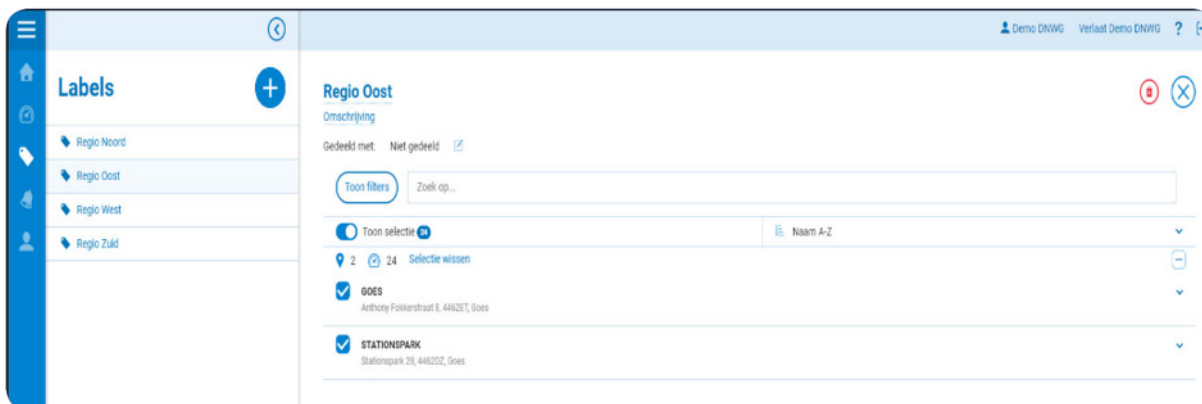 Demo DNWG Verlaat Demo DNWG ?
Labels
Regio Noord
Regio Oost
Regio West
Regio Zuid
Regio Oost
Omschrijving
Gedeeld met: Niet gedeeld
Toon filters Zoek op...
Toon selectie 24 Naam A-Z
2 24 Selectie wissen
GOES
Anthony Fokkerstraat 8, 4462ET, Goes
STATIONSPARK
Stationspark 28, 4462DZ, Goes